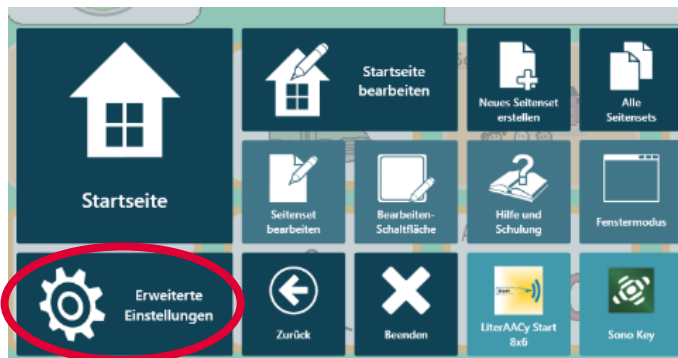 Startseite
bearbeiten
Neues Seitenset
erstellen
Alle
Seitensets
Startseite
Seitenset
bearbeiten
Bearbeiten-
Schaltfläche
Hilfe und
Schulung
Fenstermodus
Erweiterte
Einstellungen
Zurück
Beenden
LiterAACy Start
8x6
Sono Key